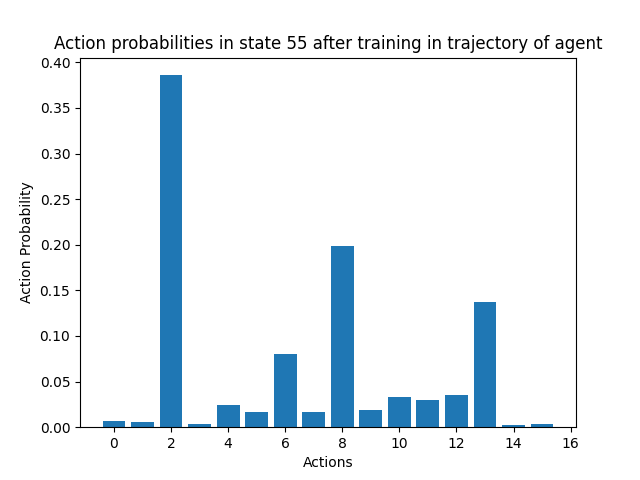 Action probabilities in state 55 after training in trajectory of agent
0.40
0.35
0.30
0.25
0.20
0.15
0.10
0.05
0.00
Action Probability
0 2 4 6 8 10 12 14 16
Actions